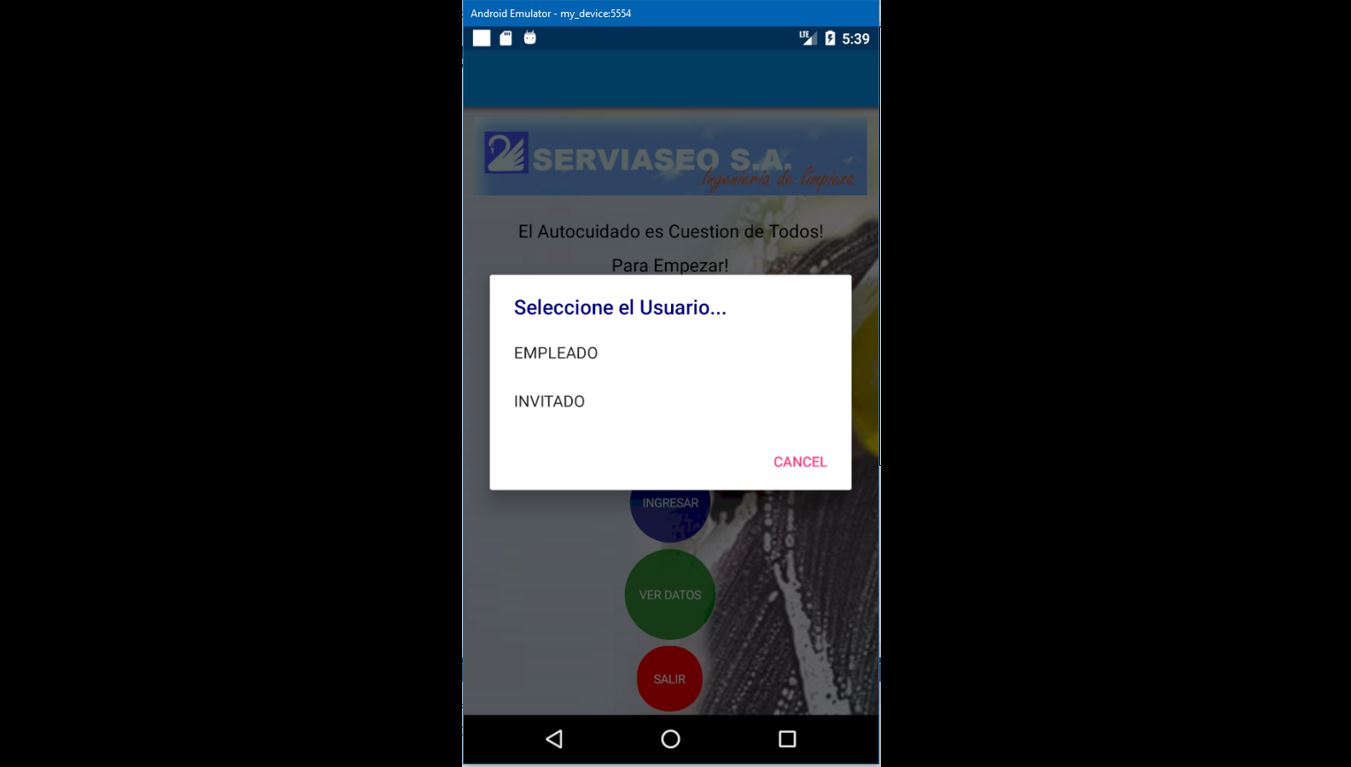 Android Emulator - my_device:5554
LTE 5:39
SERVIASEO S.A.
Ingeniería de Limpieza
El Autocuidado es Cuestion de Todos!
Para Empezar!
Seleccione el Usuario...
EMPLEADO
INVITADO
CANCEL
INGRESAR
VER DATOS
SALIR